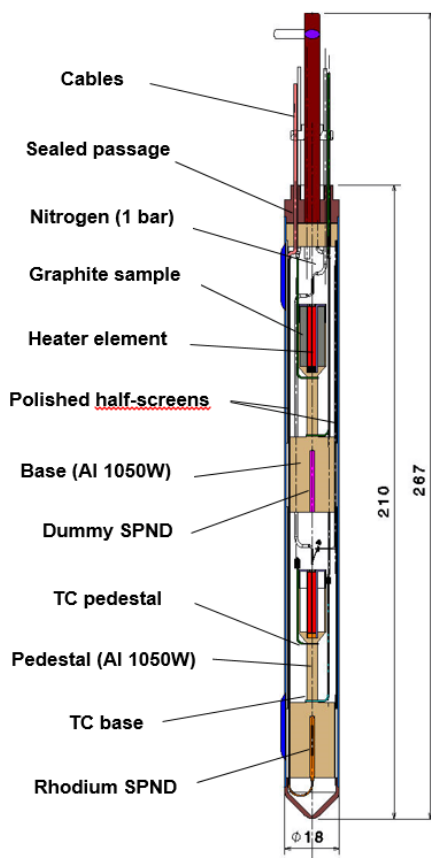 Cables
Sealed passage
Nitrogen (1 bar)
Graphite sample
Heater element
Polished half-screens
Base (Al 1050W)
Dummy SPND
TC pedestal
Pedestal (Al 1050W)
TC base
Rhodium SPND
210
267
ϕ18